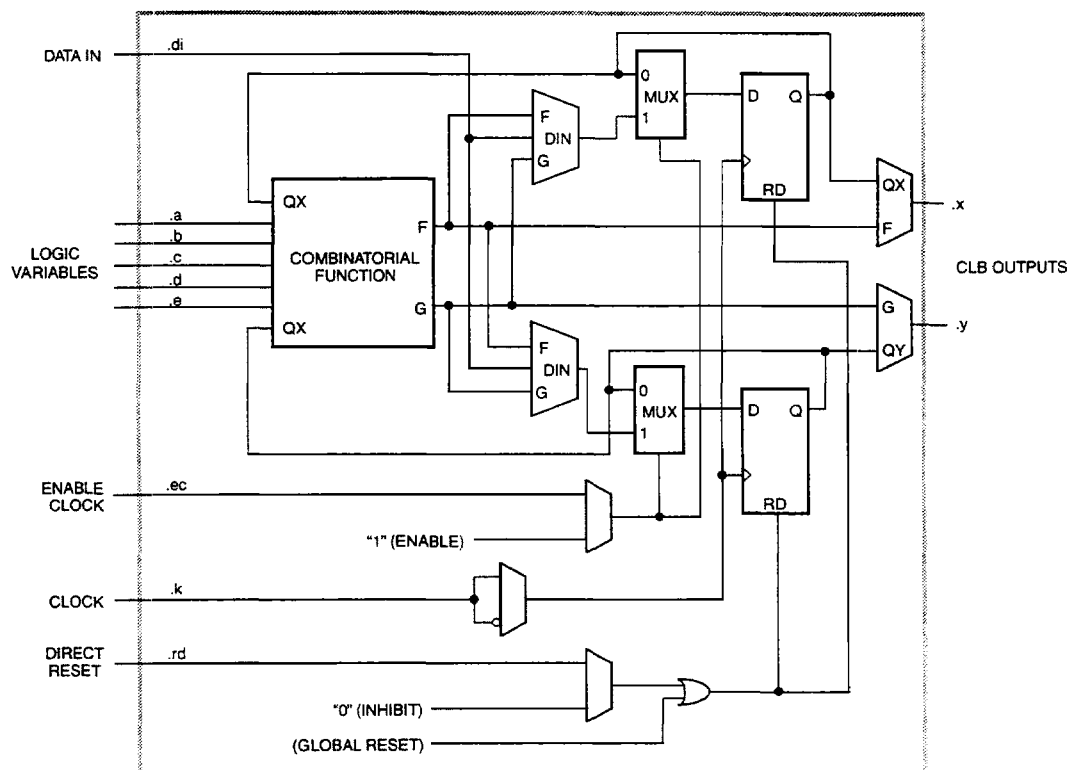 DATA IN
.di
0
MUX
1
D
Q
RD
F
DIN
G
QX
F
.x
QX
.a
.b
.c
.d
.e
LOGIC
VARIABLES
COMBINATORIAL
FUNCTION
F
G
QX
CLB OUTPUTS
G
QY
.y
F
DIN
G
0
MUX
1
D
Q
RD
ENABLE
CLOCK
.ec
"1" (ENABLE)
CLOCK
.k
DIRECT
RESET
.rd
"0" (INHIBIT)
(GLOBAL RESET)